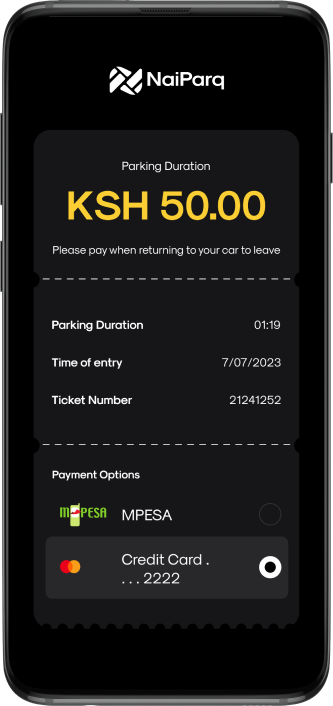 NaiParq
Parking Duration
KSH 50.00
Please pay when returning to your car to leave
Parking Duration 01:19
Time of entry 7/07/2023
Ticket Number 21241252
Payment Options
M-PESA MPESA
Credit Card .
. . . 2222